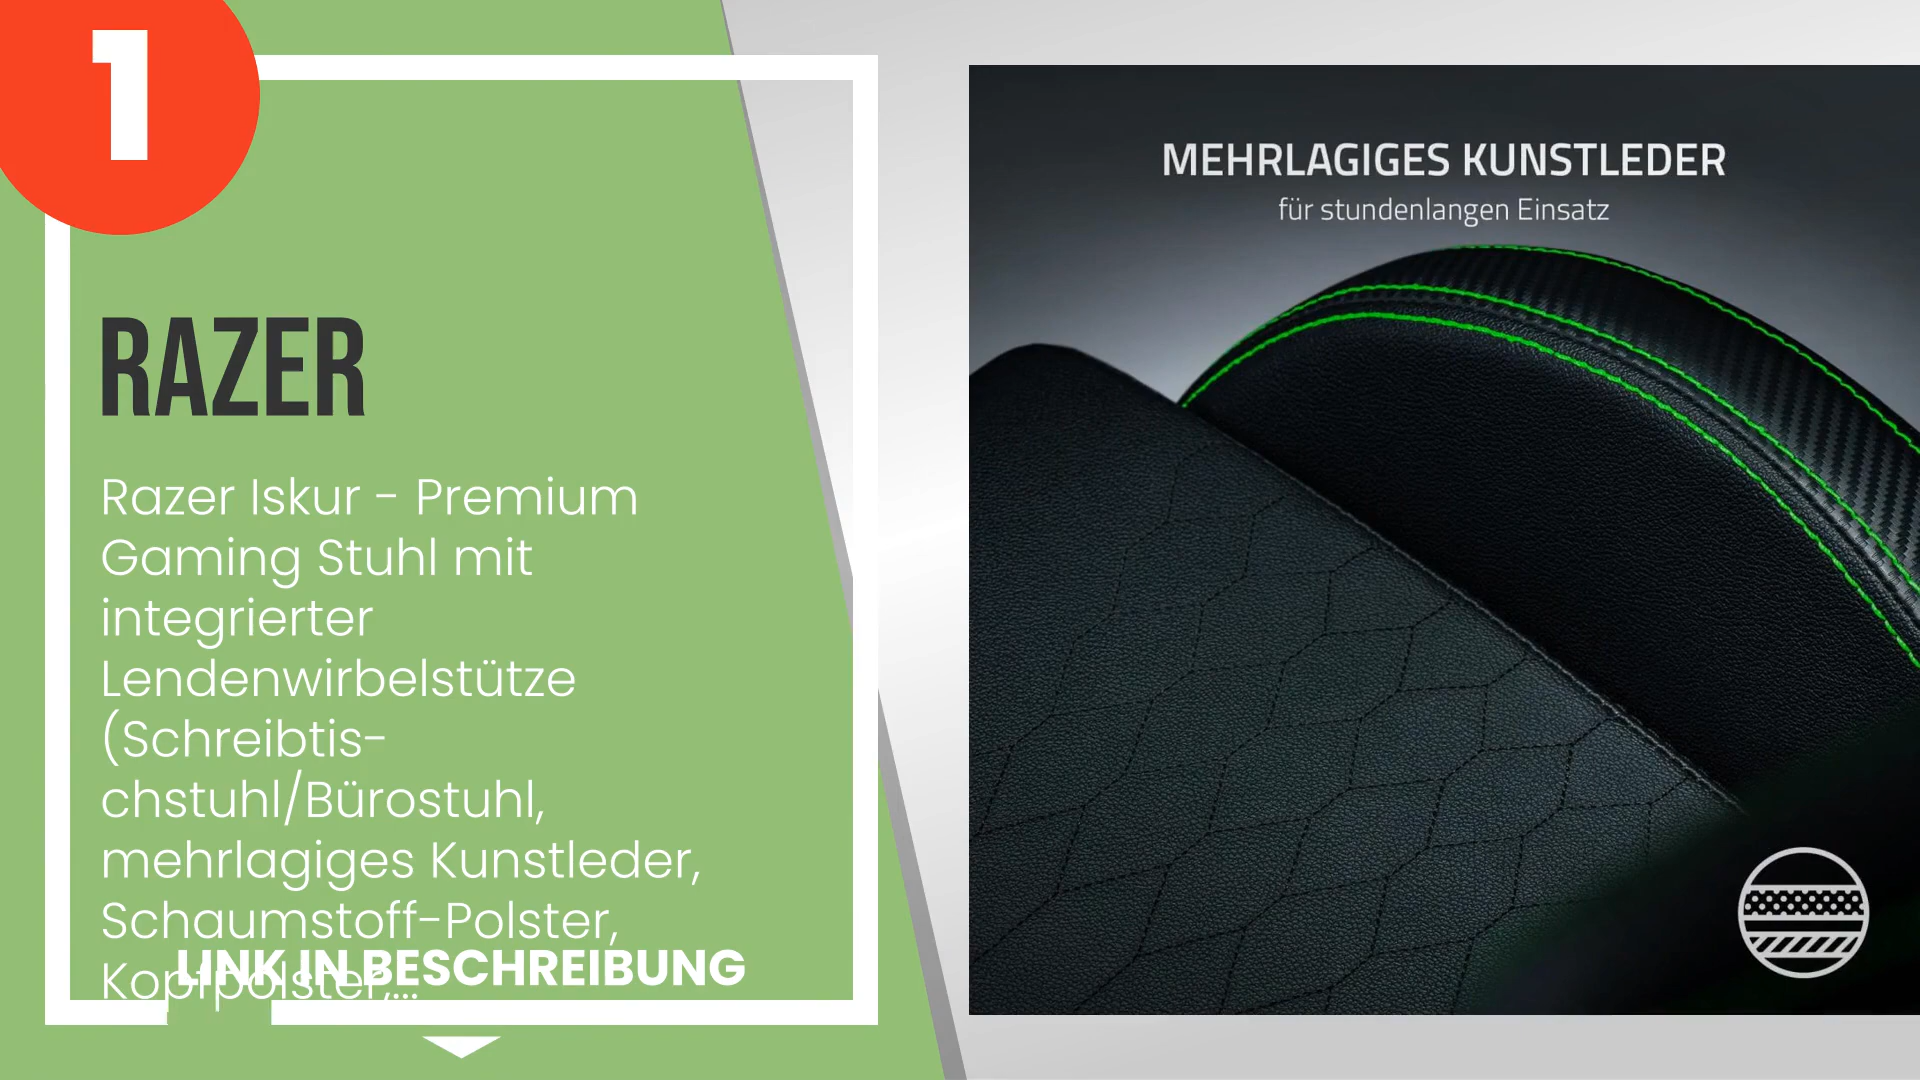 1
RAZER
Razer Iskur - Premium
Gaming Stuhl mit
integrierter
Lendenwirbelstütze
(Schreibtis-
chstuhl/Bürostuhl,
mehrlagiges Kunstleder,
Schaumstoff-Polster,
Kopfpolster,...
LINK IN BESCHREIBUNG
MEHRLAGIGES KUNSTLEDER
für stundenlangen Einsatz